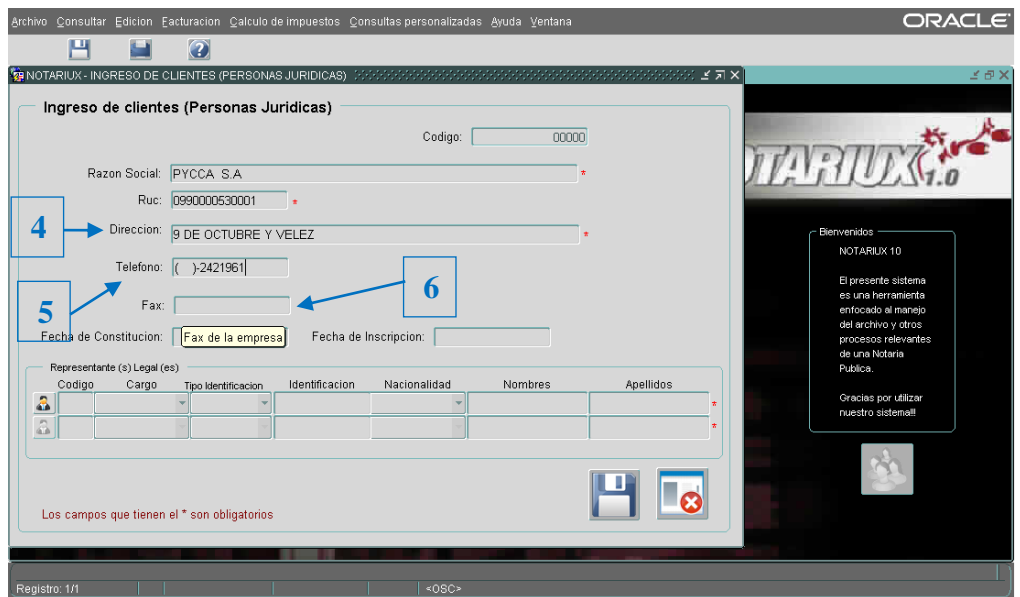 Archivo Consultar Edicion Facturacion Calculo de impuestos Consultas personalizadas Ayuda Ventana ORACLE
NOTARIUX - INGRESO DE CLIENTES (PERSONAS JURIDICAS)
Ingreso de clientes (Personas Juridicas)
Codigo: 00000
Razon Social: PYCCA S.A *
Ruc: 0990000530001 *
4
Direccion: 9 DE OCTUBRE Y VELEZ *
Telefono: ( )-2421961
5
6
Fax:
Fecha de Constitucion: Fax de la empresa Fecha de Inscripcion:
Representante (s) Legal (es)
Codigo Cargo Tipo Identificacion Identificacion Nacionalidad Nombres Apellidos
*
*
Los campos que tienen el * son obligatorios
NOTARIUX 1.0
Bienvenidos
NOTARIUX 10
El presente sistema
es una herramienta
enfocado al manejo
del archivo y otros
procesos relevantes
de una Notaria
Publica.
Gracias por utilizar
nuestro sistema!!!
Registro: 1/1 <OSC>